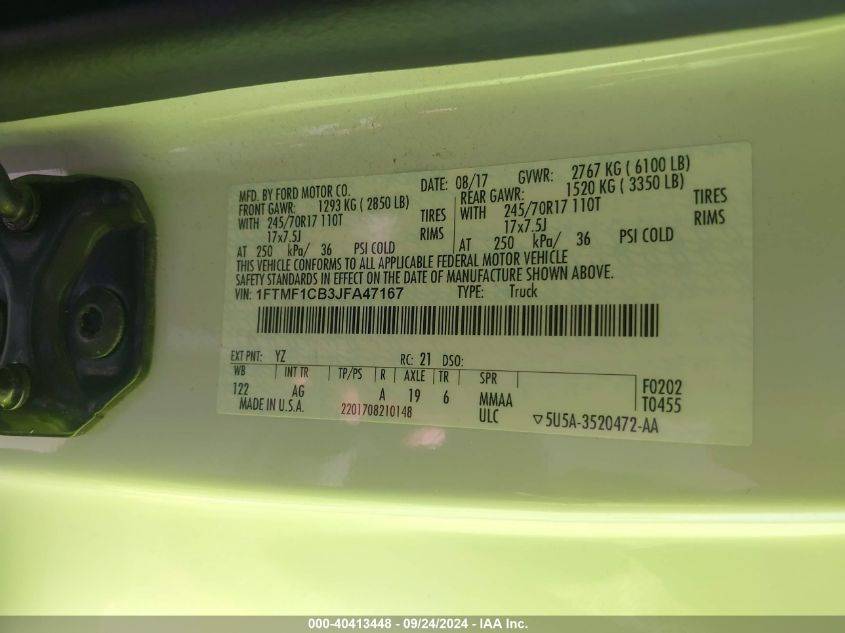 MFD. BY FORD MOTOR CO.
DATE: 08/17 GVWR: 2767 KG ( 6100 LB)
FRONT GAWR: 1293 KG ( 2850 LB)
REAR GAWR: 1520 KG ( 3350 LB)
WITH 245/70R17 110T TIRES
WITH 245/70R17 110T TIRES
17x7.5J RIMS
17x7.5J RIMS
AT 250 kPa/ 36 PSI COLD
AT 250 kPa/ 36 PSI COLD
THIS VEHICLE CONFORMS TO ALL APPLICABLE FEDERAL MOTOR VEHICLE
SAFETY STANDARDS IN EFFECT ON THE DATE OF MANUFACTURE SHOWN ABOVE.
VIN: 1FTMF1CB3JFA47167 TYPE: Truck
EXT PNT: YZ RC: 21 DSO:
WB INT TR TP/PS R AXLE TR SPR
122 AG A 19 6 MMAA F0202
MADE IN U.S.A. 2201708210148 ULC ▽5U5A-3520472-AA T0455
000-40413448 - 09/24/2024 - IAA Inc.